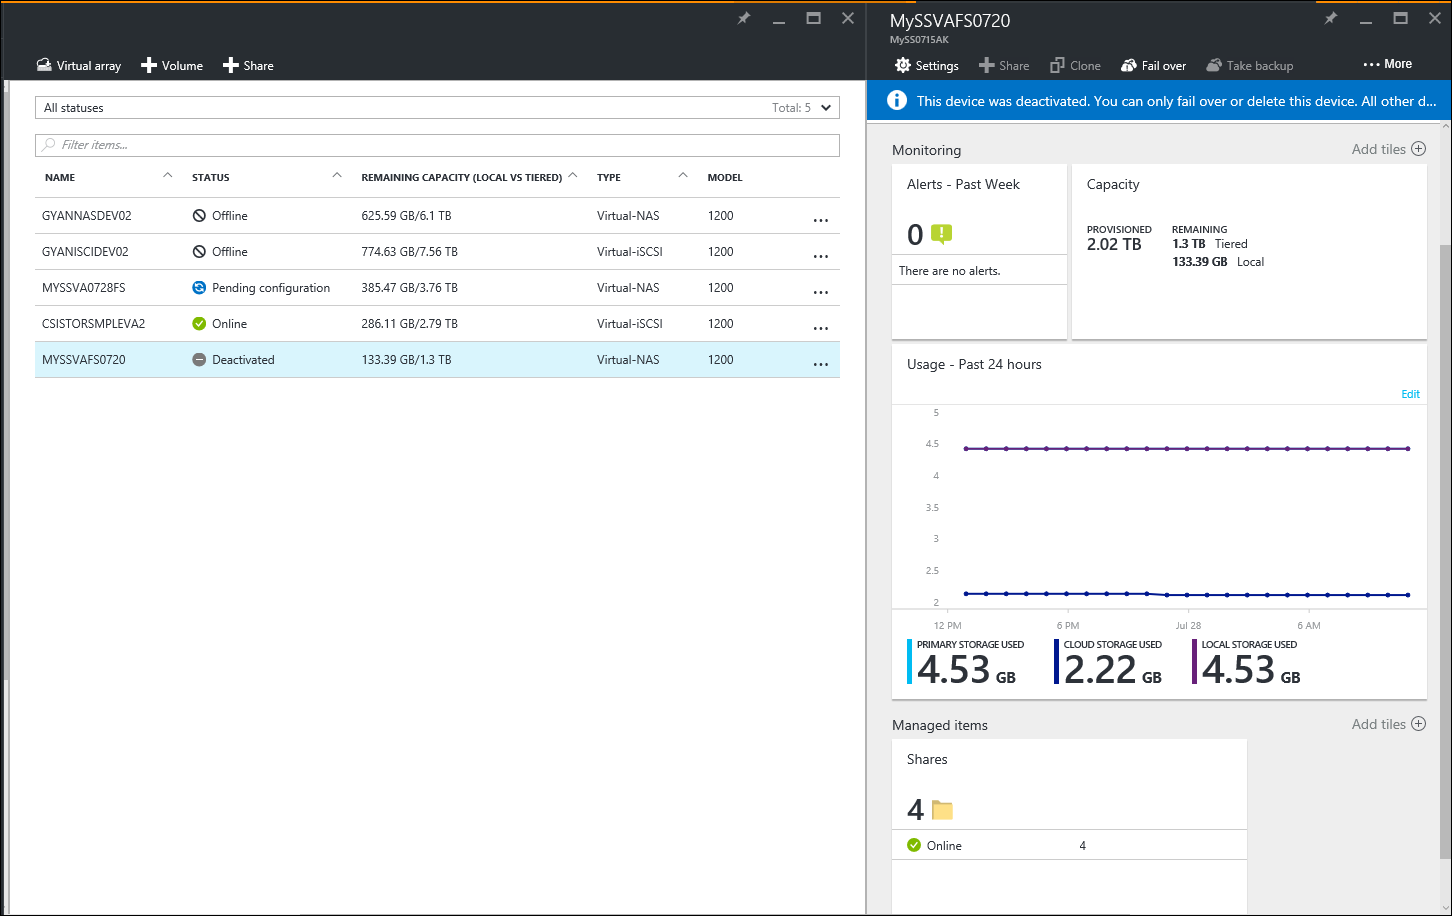 Virtual array Volume Share
All statuses Total: 5
Filter items...
NAME STATUS REMAINING CAPACITY (LOCAL VS TIERED) TYPE MODEL
GYANNASDEV02 Offline 625.59 GB/6.1 TB Virtual-NAS 1200 ...
GYANISCIDEV02 Offline 774.63 GB/7.56 TB Virtual-iSCSI 1200 ...
MYSSVA0728FS Pending configuration 385.47 GB/3.76 TB Virtual-NAS 1200 ...
CSISTORSMPLEVA2 Online 286.11 GB/2.79 TB Virtual-iSCSI 1200 ...
MYSSVAFS0720 Deactivated 133.39 GB/1.3 TB Virtual-NAS 1200 ...
MySSVAFS0720
MySS0715AK
Settings Share Clone Fail over Take backup ... More
This device was deactivated. You can only fail over or delete this device. All other d...
Monitoring Add tiles
Alerts - Past Week
0
There are no alerts.
Capacity
PROVISIONED REMAINING
2.02 TB 1.3 TB Tiered
133.39 GB Local
Usage - Past 24 hours
Edit
5
4.5
4
3.5
3
2.5
2
12 PM 6 PM Jul 28 6 AM
PRIMARY STORAGE USED CLOUD STORAGE USED LOCAL STORAGE USED
4.53 GB 2.22 GB 4.53 GB
Managed items Add tiles
Shares
4
Online 4